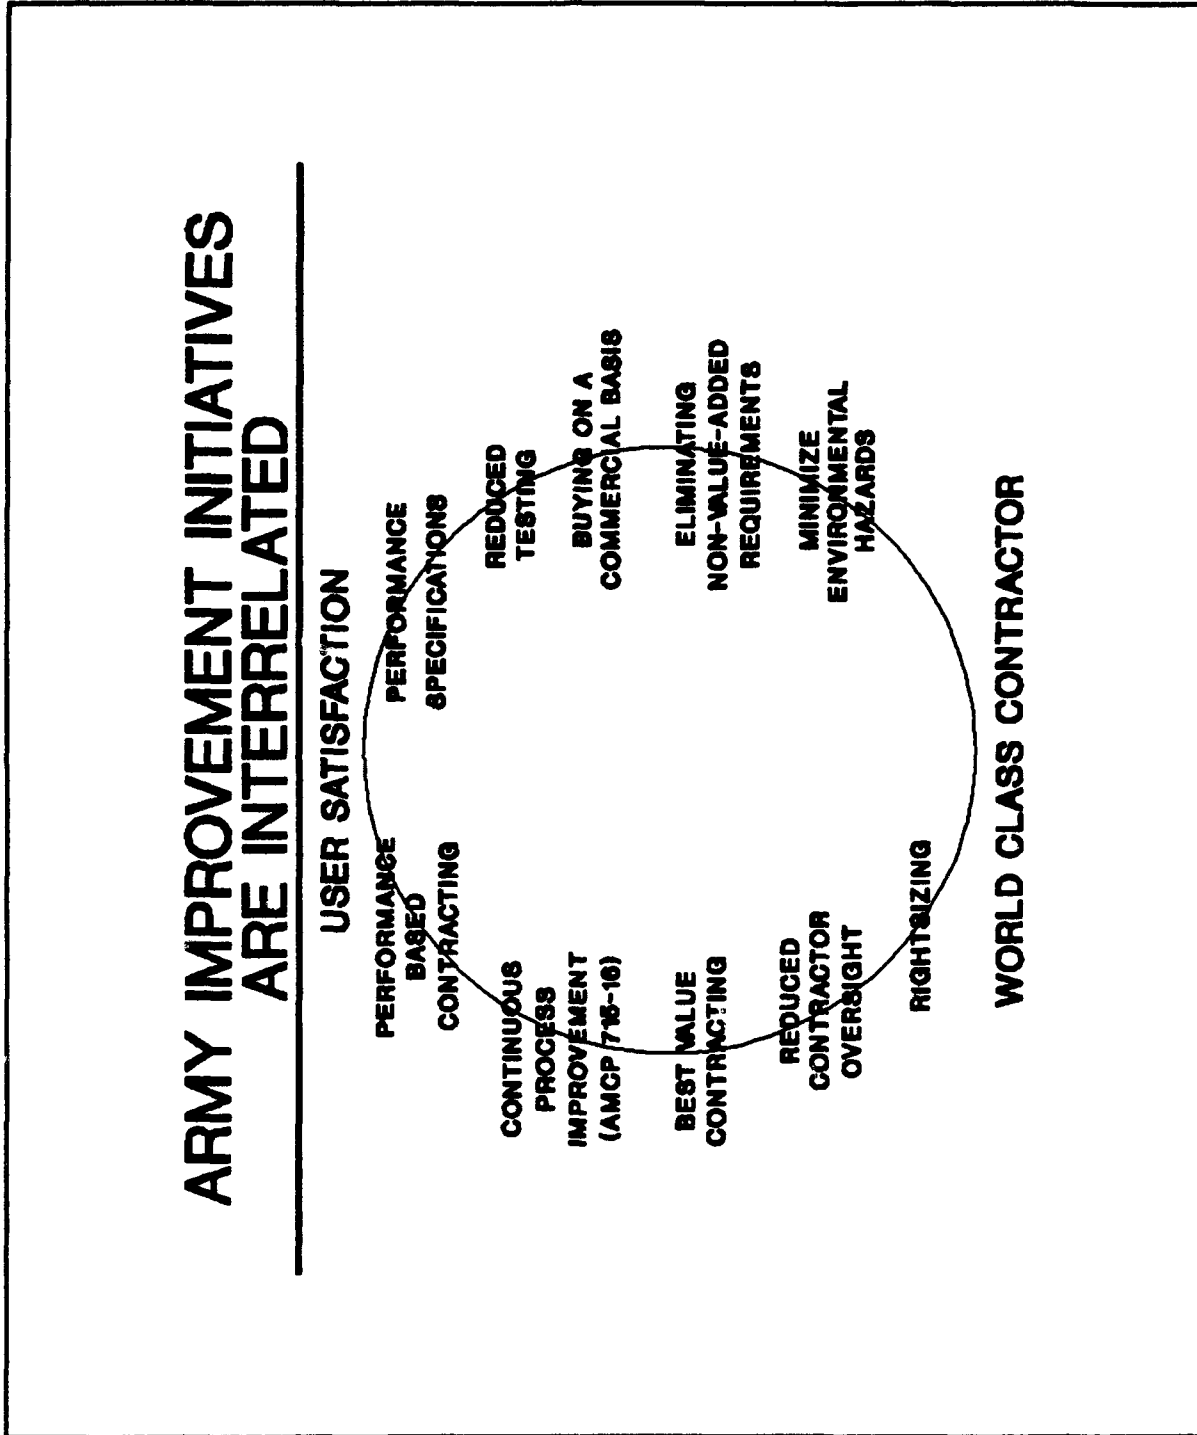 ARMY IMPROVEMENT INITIATIVES
ARE INTERRELATED
USER SATISFACTION
PERFORMANCE
SPECIFICATIONS
REDUCED
TESTING
BUYING ON A
COMMERCIAL BASIS
ELIMINATING
NON-VALUE-ADDED
REQUIREMENTS
MINIMIZE
ENVIRONMENTAL
HAZARDS
WORLD CLASS CONTRACTOR
RIGHTSIZING
REDUCED
CONTRACTOR
OVERSIGHT
BEST VALUE
CONTRACTING
CONTINUOUS
PROCESS
IMPROVEMENT
(AMCP 715-16)
PERFORMANCE
BASED
CONTRACTING